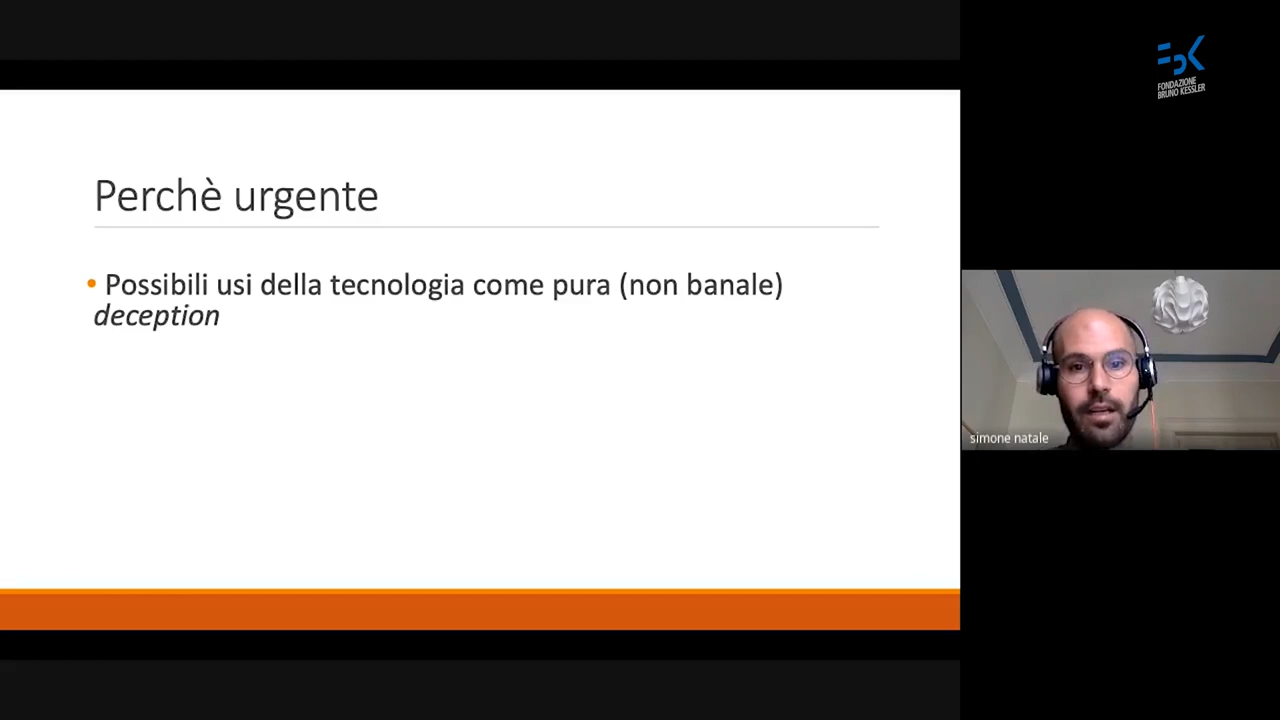 FONDAZIONE
BRUNO KESSLER
Perchè urgente
• Possibili usi della tecnologia come pura (non banale)
deception
simone natale